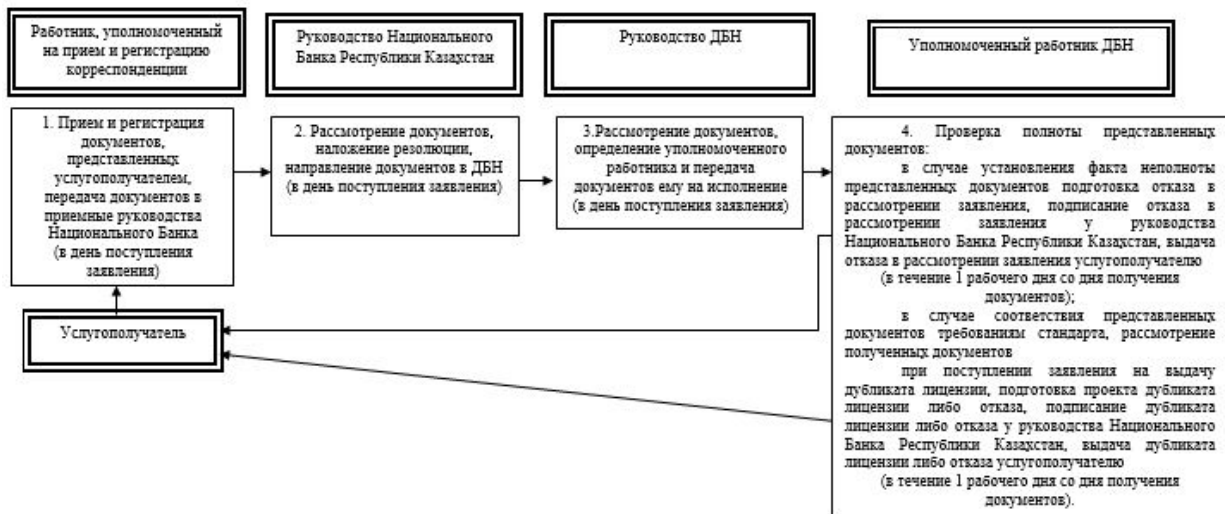 Работник, уполномоченный
на прием и регистрацию
корреспонденции
Руководство Национального
Банка Республики Казахстан
Руководство ДБН
Уполномоченный работник ДБН
1. Прием и регистрация
документов,
представленных
услугополучателем,
передача документов в
приемные руководства
Национального Банка
(в день поступления
заявления)
2. Рассмотрение документов,
наложение резолюции,
направление документов в ДБН
(в день поступления заявления)
3.Рассмотрение документов,
определение уполномоченного
работника и передача
документов ему на исполнение
(в день поступления заявления)
4. Проверка полноты представленных
документов:
в случае установления факта неполноты
представленных документов подготовка отказа в
рассмотрении заявления, подписание отказа в
рассмотрении заявления у руководства
Национального Банка Республики Казахстан, выдача
отказа в рассмотрении заявления услугополучателю
(в течение 1 рабочего дня со дня получения
документов);
в случае соответствия представленных
документов требованиям стандарта, рассмотрение
полученных документов
при поступлении заявления на выдачу
дубликата лицензии, подготовка проекта дубликата
лицензии либо отказа, подписание дубликата
лицензии либо отказа у руководства Национального
Банка Республики Казахстан, выдача дубликата
лицензии либо отказа услугополучателю
(в течение 1 рабочего дня со дня получения
документов).
Услугополучатель